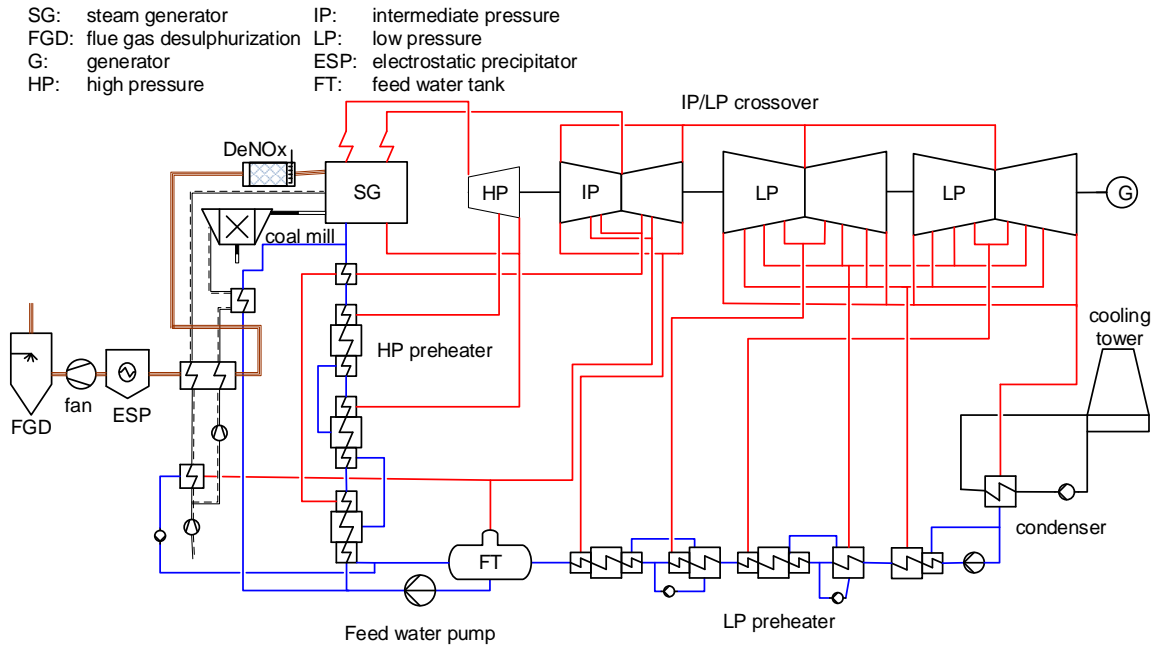 SG: steam generator IP: intermediate pressure
FGD: flue gas desulphurization LP: low pressure
G: generator ESP: electrostatic precipitator
HP: high pressure FT: feed water tank
IP/LP crossover
DeNOx
SG
HP
IP
LP
LP
G
coal mill
cooling
tower
HP preheater
fan
ESP
FGD
condenser
FT
LP preheater
Feed water pump